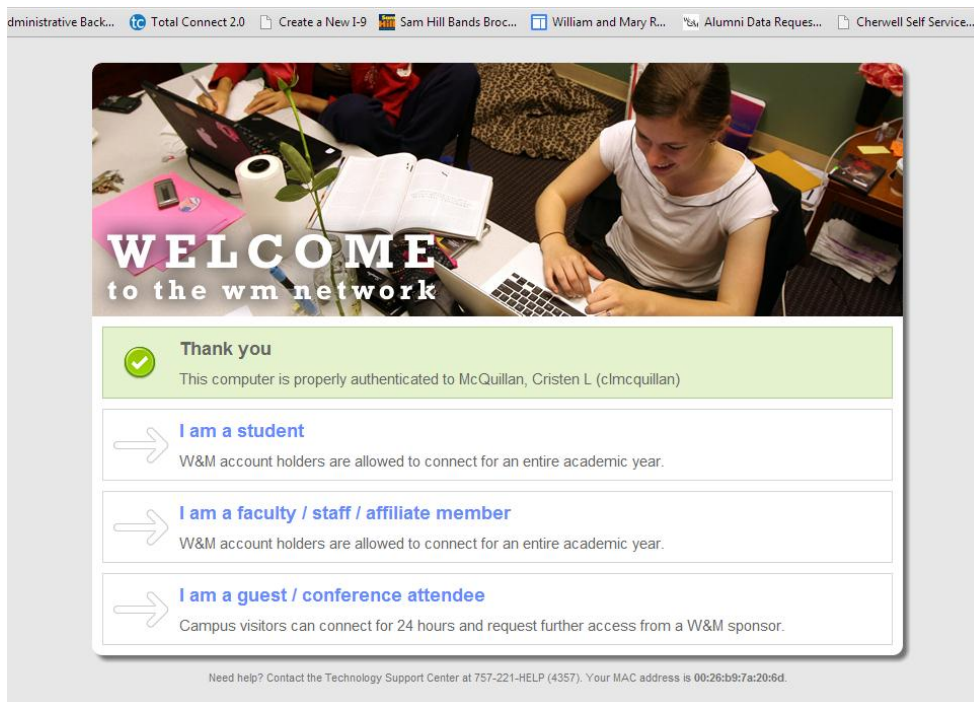 dministrative Back... Total Connect 2.0 Create a New I-9 Sam Hill Bands Broc... William and Mary R... Alumni Data Reques... Cherwell Self Service...
WELCOME
to the wm network
Thank you
This computer is properly authenticated to McQuillan, Cristen L (clmcquillan)
I am a student
W&M account holders are allowed to connect for an entire academic year.
I am a faculty / staff / affiliate member
W&M account holders are allowed to connect for an entire academic year.
I am a guest / conference attendee
Campus visitors can connect for 24 hours and request further access from a W&M sponsor.
Need help? Contact the Technology Support Center at 757-221-HELP (4357). Your MAC address is 00:26:b9:7a:20:6d.